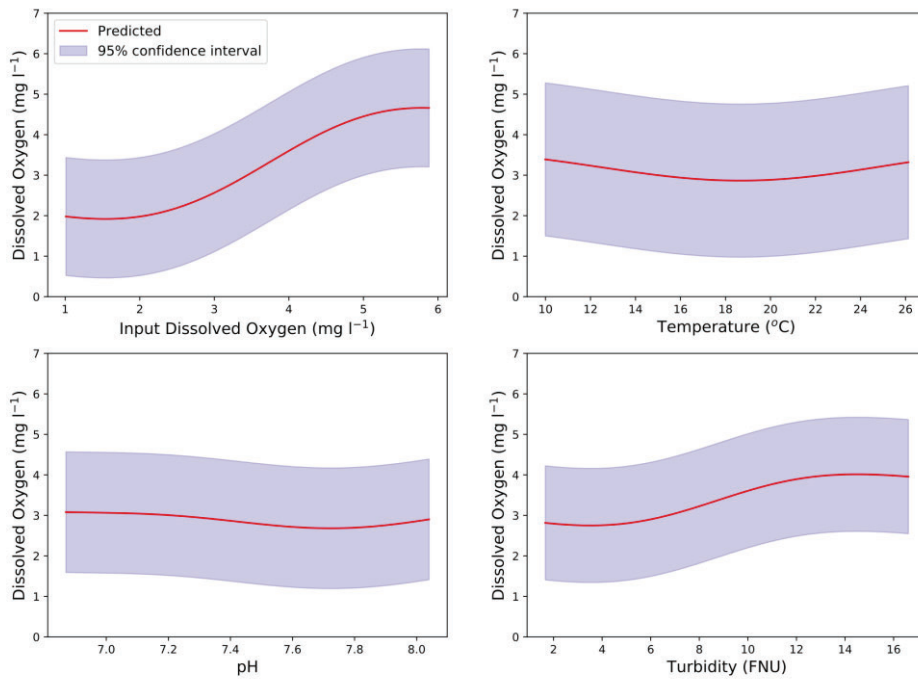 Predicted
95% confidence interval
Dissolved Oxygen (mg l⁻¹)
7
6
5
4
3
2
1
0
1 2 3 4 5 6
Input Dissolved Oxygen (mg l⁻¹)
Dissolved Oxygen (mg l⁻¹)
7
6
5
4
3
2
1
0
10 12 14 16 18 20 22 24 26
Temperature (°C)
Dissolved Oxygen (mg l⁻¹)
7
6
5
4
3
2
1
0
7.0 7.2 7.4 7.6 7.8 8.0
pH
Dissolved Oxygen (mg l⁻¹)
7
6
5
4
3
2
1
0
2 4 6 8 10 12 14 16
Turbidity (FNU)